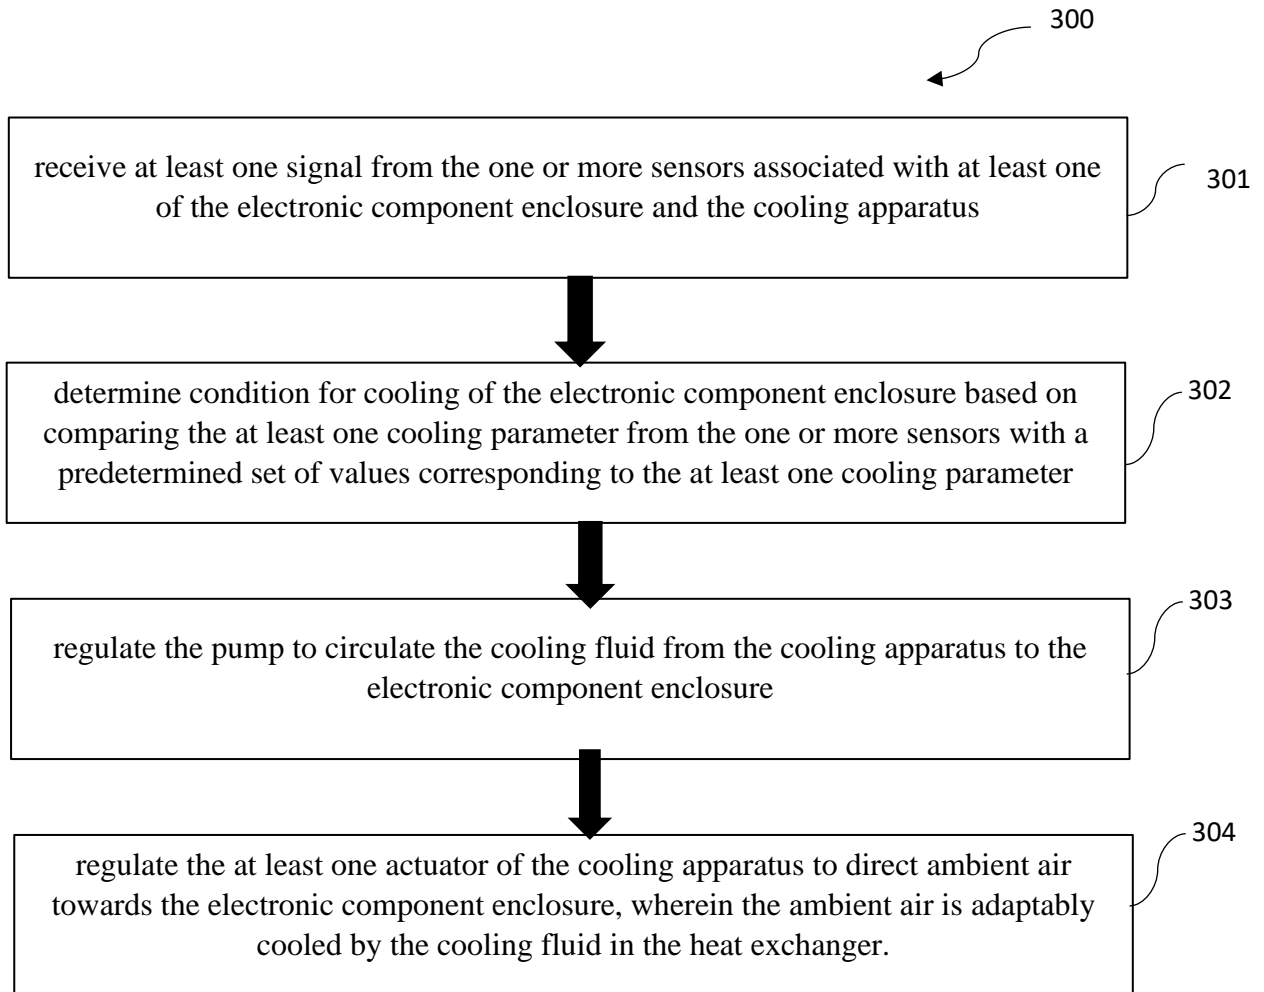 300
receive at least one signal from the one or more sensors associated with at least one
of the electronic component enclosure and the cooling apparatus
301
determine condition for cooling of the electronic component enclosure based on
comparing the at least one cooling parameter from the one or more sensors with a
predetermined set of values corresponding to the at least one cooling parameter
302
regulate the pump to circulate the cooling fluid from the cooling apparatus to the
electronic component enclosure
303
regulate the at least one actuator of the cooling apparatus to direct ambient air
towards the electronic component enclosure, wherein the ambient air is adaptably
cooled by the cooling fluid in the heat exchanger.
304